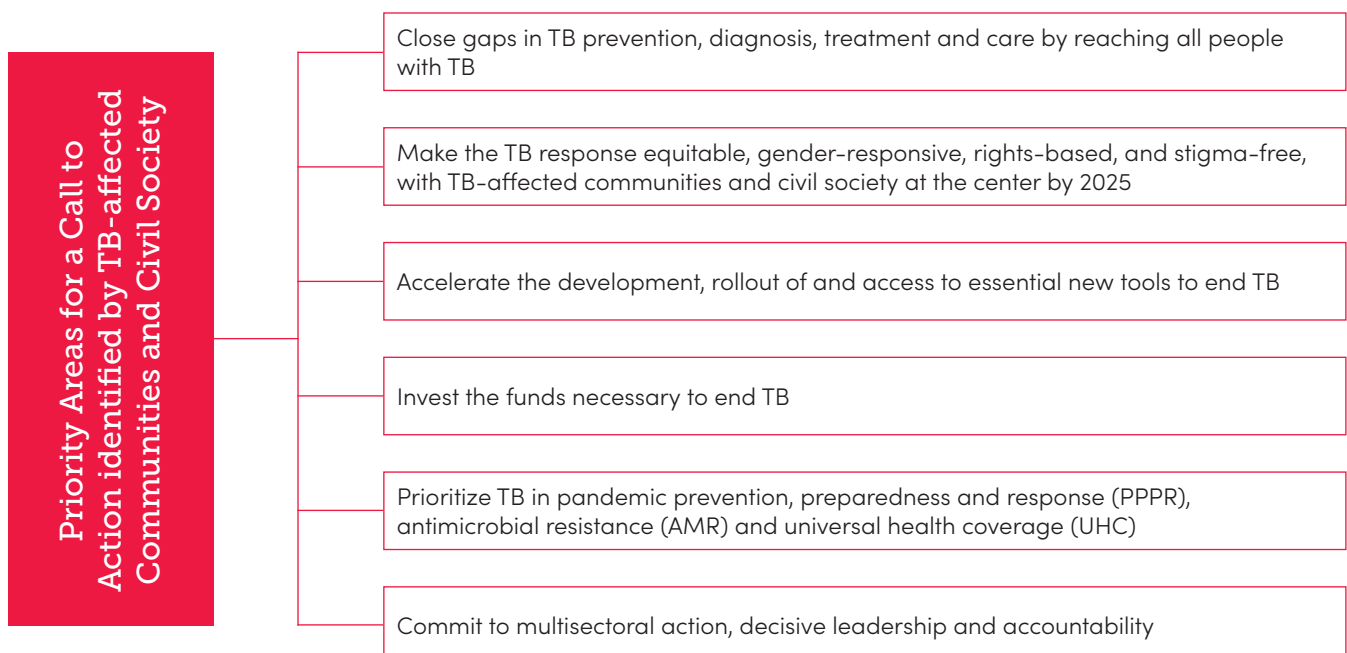 Priority Areas for a Call to
Action identified by TB-affected
Communities and Civil Society
Close gaps in TB prevention, diagnosis, treatment and care by reaching all people
with TB
Make the TB response equitable, gender-responsive, rights-based, and stigma-free,
with TB-affected communities and civil society at the center by 2025
Accelerate the development, rollout of and access to essential new tools to end TB
Invest the funds necessary to end TB
Prioritize TB in pandemic prevention, preparedness and response (PPPR),
antimicrobial resistance (AMR) and universal health coverage (UHC)
Commit to multisectoral action, decisive leadership and accountability